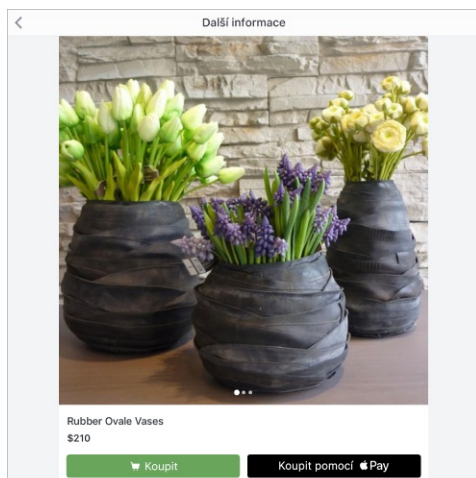 Další informace
Rubber Ovale Vases
$210
Koupit
Koupit pomocí Pay